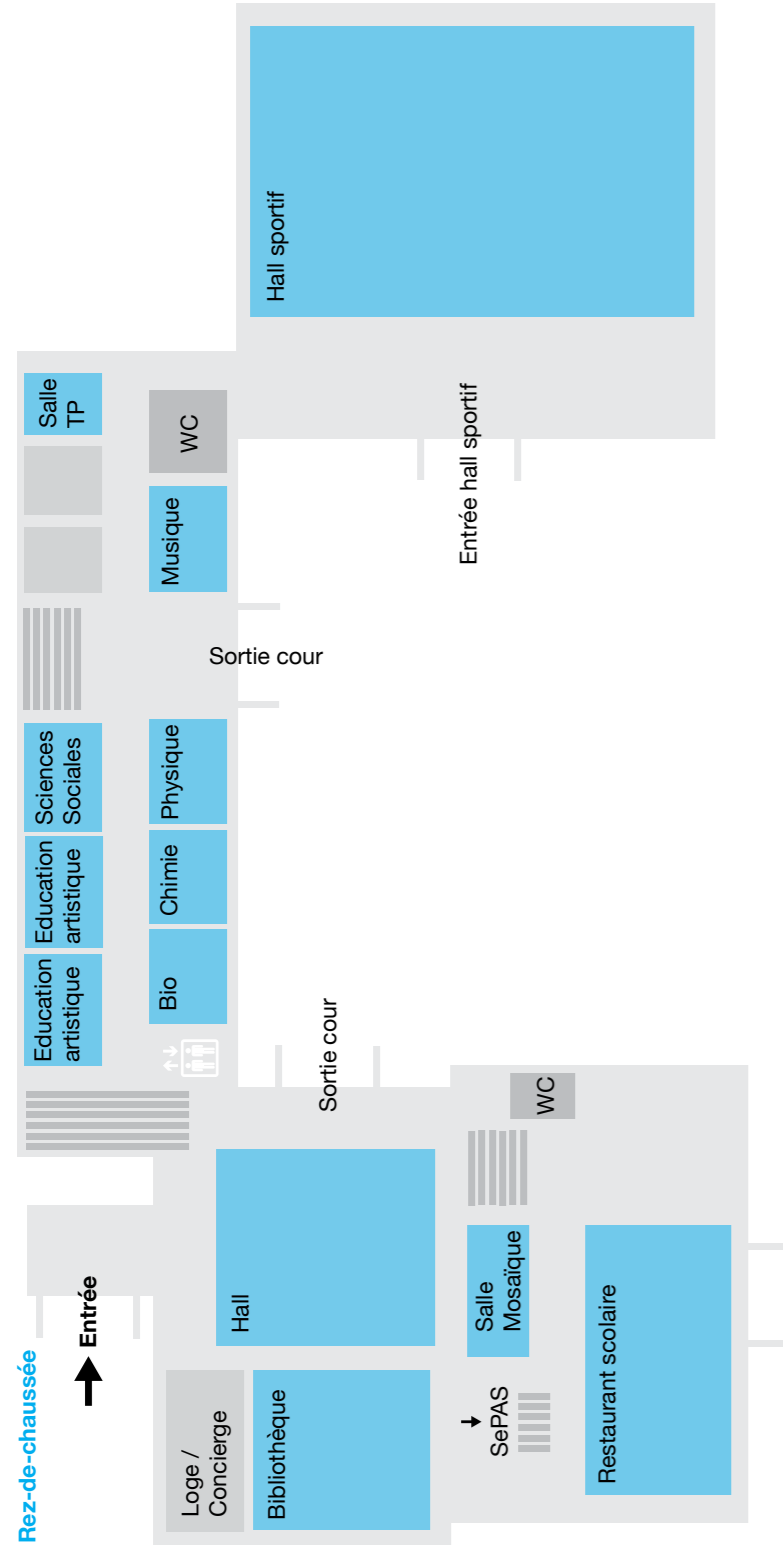 Rez-de-chaussée
Entrée
Loge /
Concierge
Bibliothèque
Hall
SePAS
Salle
Mosaïque
Restaurant scolaire
WC
Sortie cour
Education
artistique
Education
artistique
Sciences
Sociales
Bio
Chimie
Physique
Sortie cour
Musique
WC
Salle
TP
Entrée hall sportif
Hall sportif